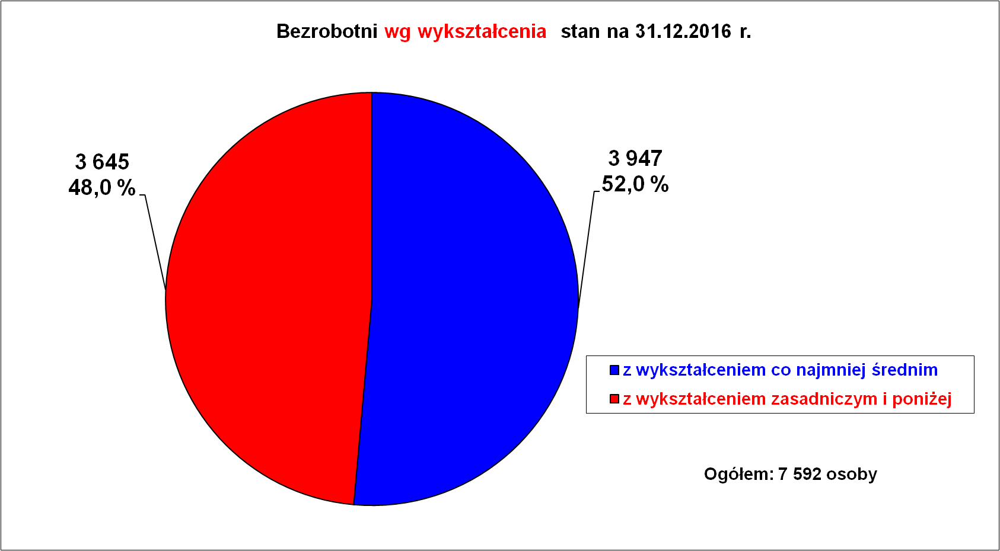 Bezrobotni wg wykształcenia stan na 31.12.2016 r.
3 645
48,0 %
3 947
52,0 %
z wykształceniem co najmniej średnim
z wykształceniem zasadniczym i poniżej
Ogółem: 7 592 osoby